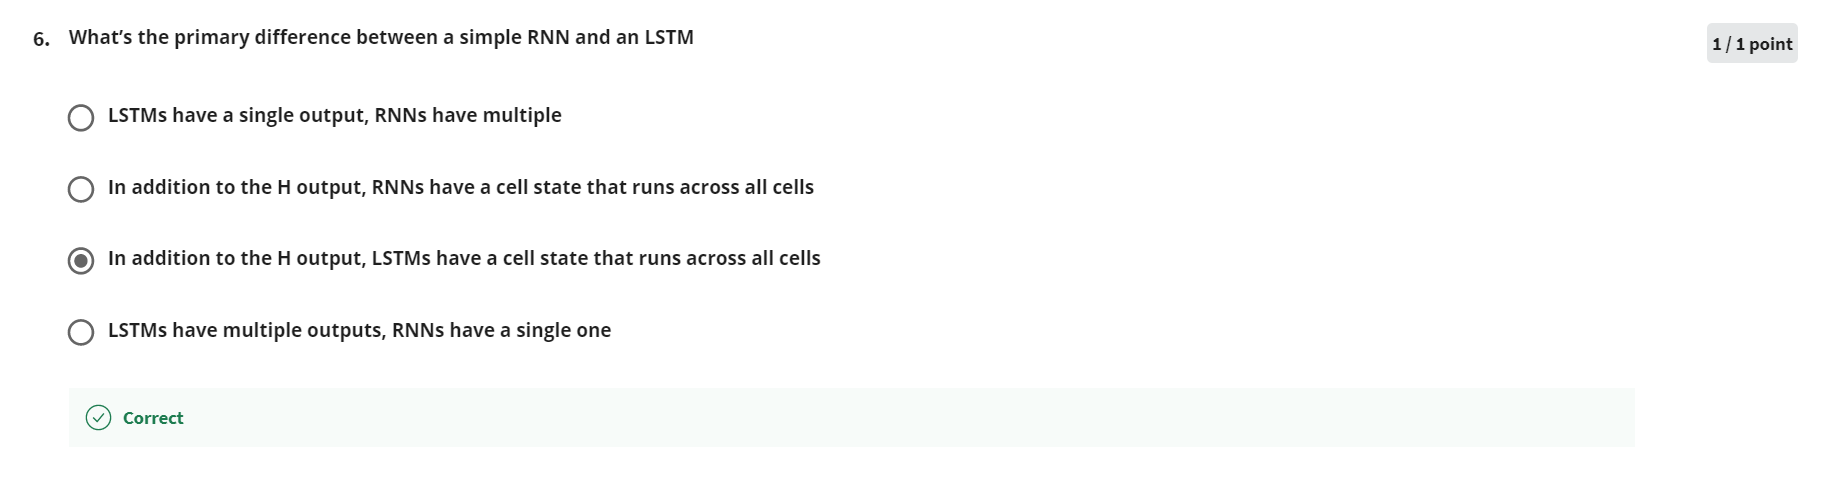 6. What’s the primary difference between a simple RNN and an LSTM
1 / 1 point
LSTMs have a single output, RNNs have multiple
In addition to the H output, RNNs have a cell state that runs across all cells
In addition to the H output, LSTMs have a cell state that runs across all cells
LSTMs have multiple outputs, RNNs have a single one
Correct